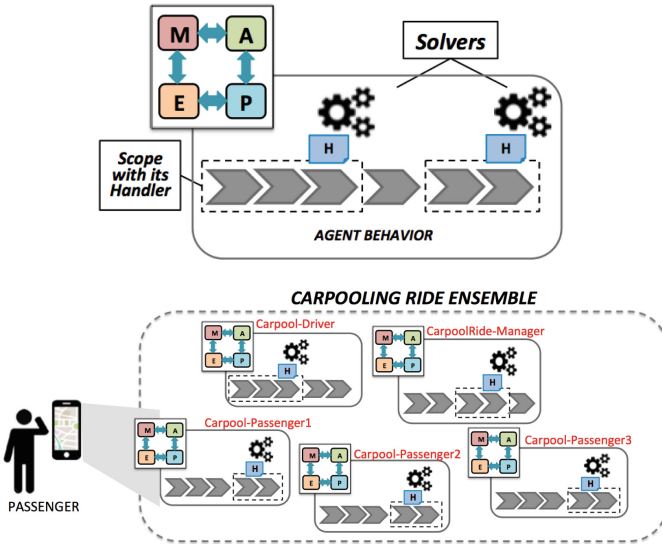 M A
E P
Solvers
H
H
Scope
with its
Handler
AGENT BEHAVIOR
CARPOOLING RIDE ENSEMBLE
Carpool-Driver
M A
E P
H
CarpoolRide-Manager
M A
E P
H
Carpool-Passenger1
M A
E P
H
Carpool-Passenger2
M A
E P
H
Carpool-Passenger3
M A
E P
H
PASSENGER